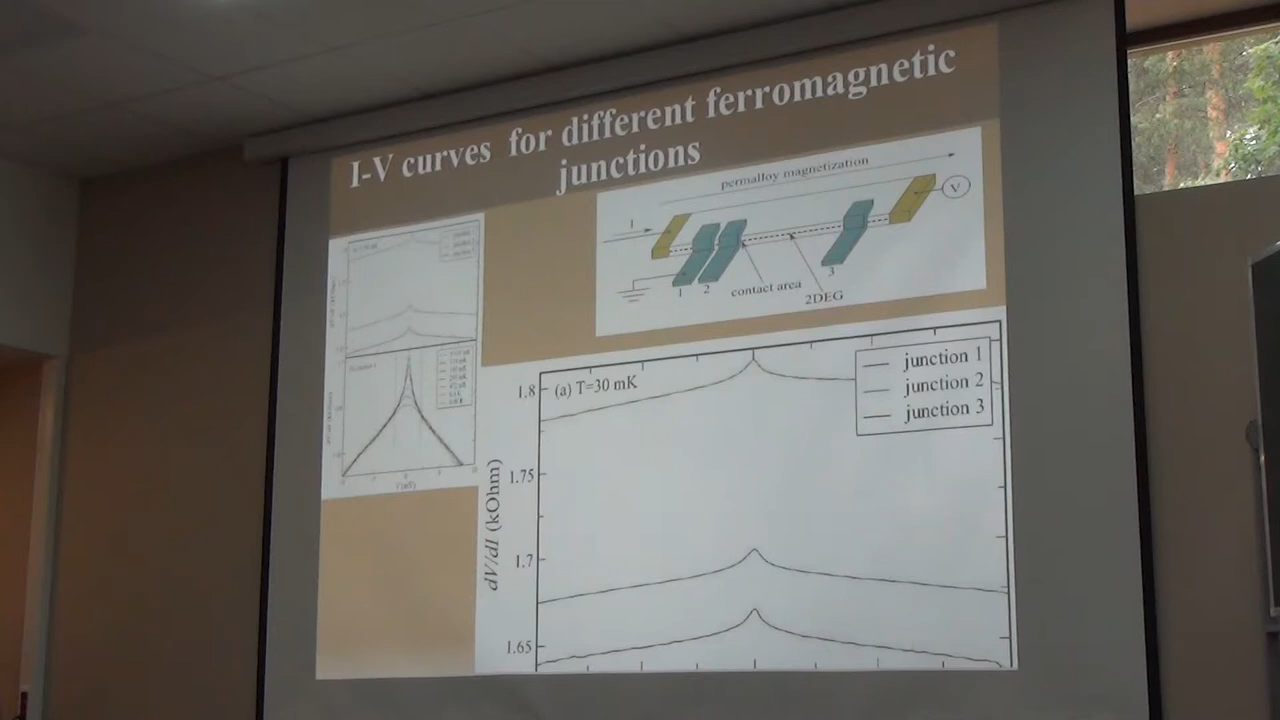 I-V curves for different ferromagnetic
junctions
permalloy magnetization
V
I
1
2
contact area
2DEG
3
(a) T=30 mK
junction 1
junction 2
junction 3
1.8
1.75
1.7
1.65
dV/dI (kOhm)